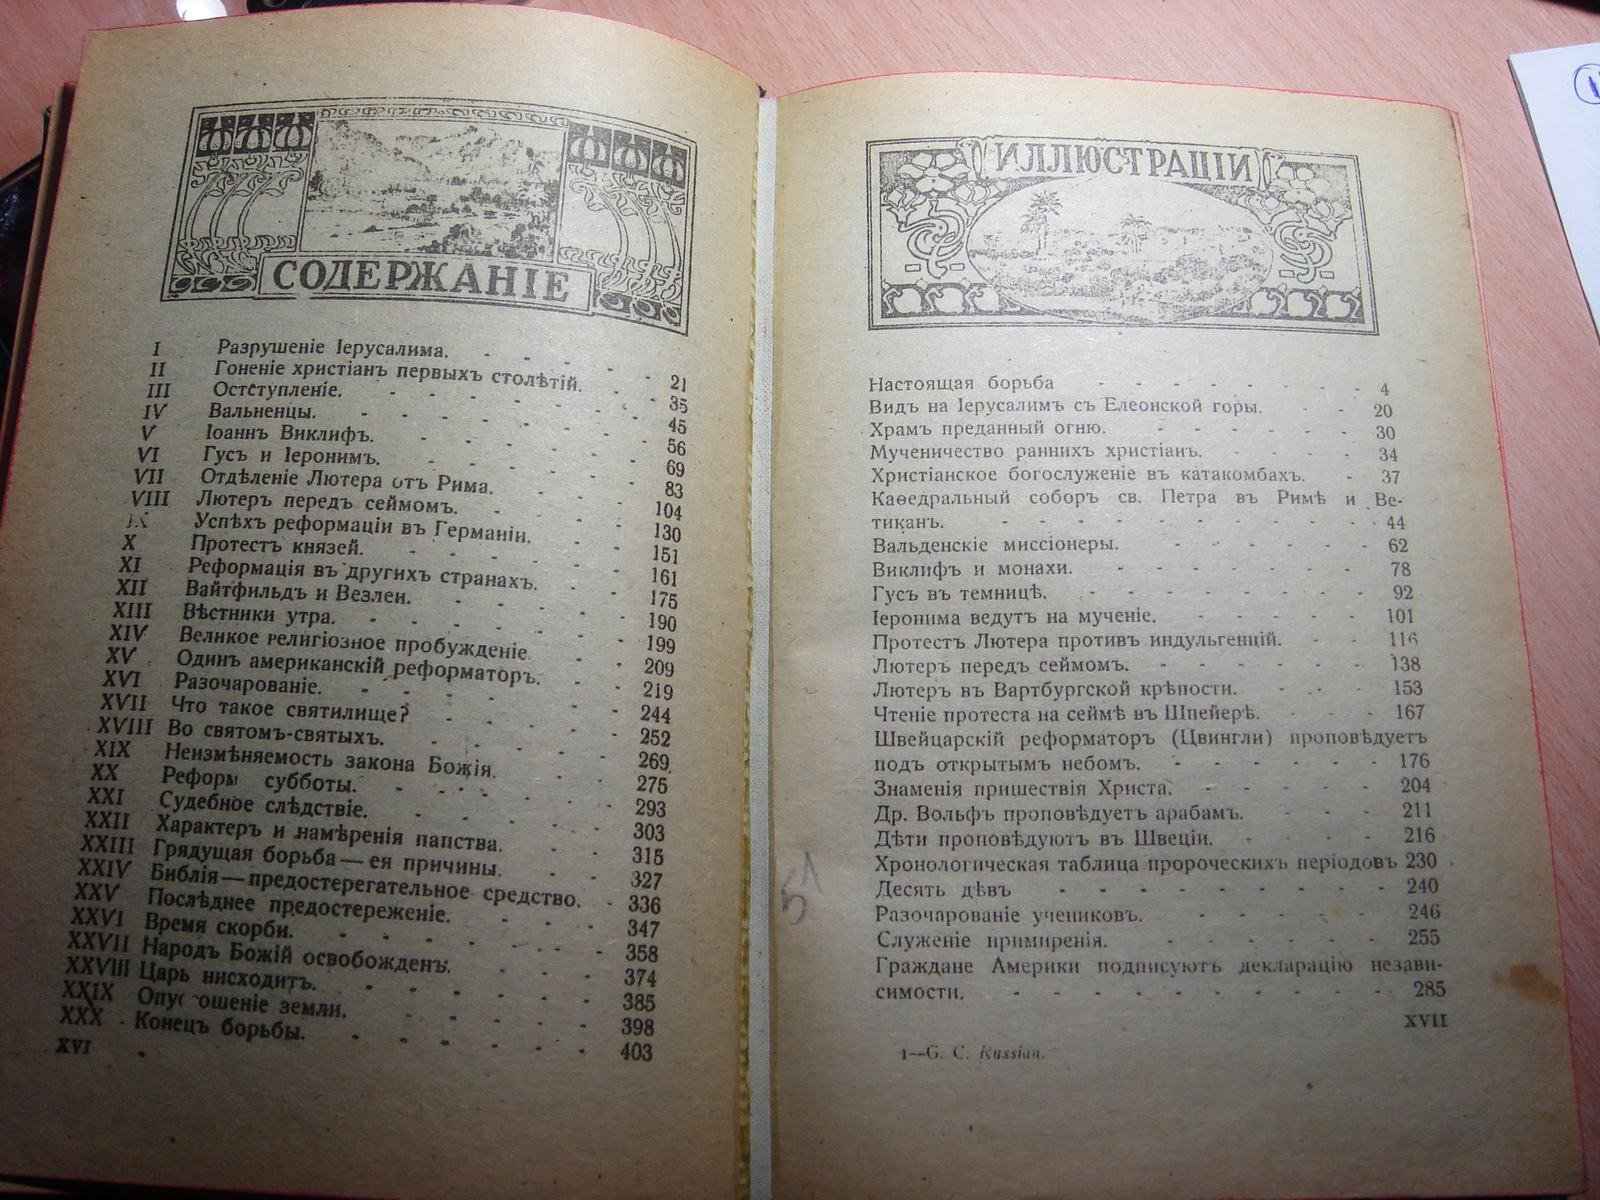 СОДЕРЖАНІЕ
I Разрушеніе Іерусалима. - - - - - 21
II Гоненіе христіанъ первыхъ столѣтій. - 35
III Остступленіе. - - - - - - 45
IV Вальненцы. - - - - - - 56
V Іоаннъ Виклифъ. - - - - - 69
VI Гусъ и Іеронимъ. - - - - - 83
VII Отдѣленіе Лютера отъ Рима. - - - 104
VIII Лютеръ передъ сеймомъ. - - - - 130
IX Успѣхъ реформаціи въ Германіи. - - 151
X Протестъ князей. - - - - - 161
XI Реформація въ другихъ странахъ. - - 175
XII Вайтфильдъ и Везлеи. - - - - 190
XIII Вѣстники утра. - - - - - - 199
XIV Великое религіозное пробужденіе. - - 209
XV Одинъ американскій реформаторъ. - - 219
XVI Разочарованіе. - - - - - - 244
XVII Что такое святилище? - - - - 252
XVIII Во святомъ-святыхъ. - - - - - 269
XIX Неизмѣняемость закона Божія. - - - 275
XX Реформ субботы. - - - - - 293
XXI Судебное слѣдствіе. - - - - - 303
XXII Характеръ и намѣренія папства. - - 315
XXIII Грядущая борьба—ея причины. - - 327
XXIV Библія—предостерегательное средство. - 336
XXV Послѣднее предостереженіе. - - - 347
XXVI Время скорби. - - - - - - 358
XXVII Народъ Божій освобожденъ. - - - 374
XXVIII Царь нисходитъ. - - - - - - 385
XXIX Опус ошеніе земли. - - - - - 398
XXX Конецъ борьбы. - - - - - - 403
XVI
ИЛЛЮСТРАЦІИ
Настоящая борьба - - - - - - - 4
Видъ на Іерусалимъ съ Елеонской горы. - - 20
Храмъ преданный огню. - - - - - 30
Мученичество раннихъ христіанъ. - - - - 34
Христіанское богослуженіе въ катакомбахъ. - 37
Каѳедральный соборъ св. Петра въ Римѣ и Ве-
тиканъ. - - - - - - - - - - 44
Вальденскіе миссіонеры. - - - - - 62
Виклифъ и монахи. - - - - - - - 78
Гусъ въ темницѣ. - - - - - - - 92
Іеронима ведутъ на мученіе. - - - - - 101
Протестъ Лютера противъ индульгенцій. - - 116
Лютеръ передъ сеймомъ. - - - - - - 138
Лютеръ въ Вартбургской крѣпости. - - - 153
Чтеніе протеста на сеймѣ въ Шпейерѣ. - - - 167
Швейцарскій реформаторъ (Цвингли) проповѣдуетъ
подъ открытымъ небомъ. - - - - - 176
Знаменія пришествія Христа. - - - - - 204
Др. Вольфъ проповѣдуетъ арабамъ. - - - 211
Дѣти проповѣдуютъ въ Швеціи. - - - - 216
Хронологическая таблица пророческихъ періодовъ 230
Десять дѣвъ - - - - - - - - - 240
Разочарованіе учениковъ. - - - - - 246
Служеніе примиренія. - - - - - - 255
Граждане Америки подписуютъ декларацію незави-
симости. - - - - - - - - - - 285
XVII
1—G. C. Russian.
51